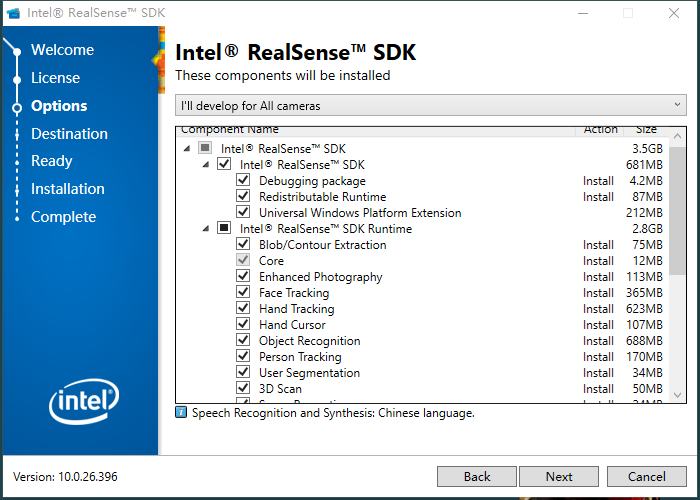 Intel® RealSense™ SDK
Welcome
License
Options
Destination
Ready
Installation
Complete
intel
Intel® RealSense™ SDK
These components will be installed
I'll develop for All cameras
Component Name Action Size
Intel® RealSense™ SDK 3.5GB
Intel® RealSense™ SDK 681MB
Debugging package Install 4.2MB
Redistributable Runtime Install 87MB
Universal Windows Platform Extension 212MB
Intel® RealSense™ SDK Runtime 2.8GB
Blob/Contour Extraction Install 75MB
Core Install 12MB
Enhanced Photography Install 113MB
Face Tracking Install 365MB
Hand Tracking Install 623MB
Hand Cursor Install 107MB
Object Recognition Install 688MB
Person Tracking Install 170MB
User Segmentation Install 34MB
3D Scan Install 50MB
Speech Recognition and Synthesis: Chinese language.
Version: 10.0.26.396
Back Next Cancel